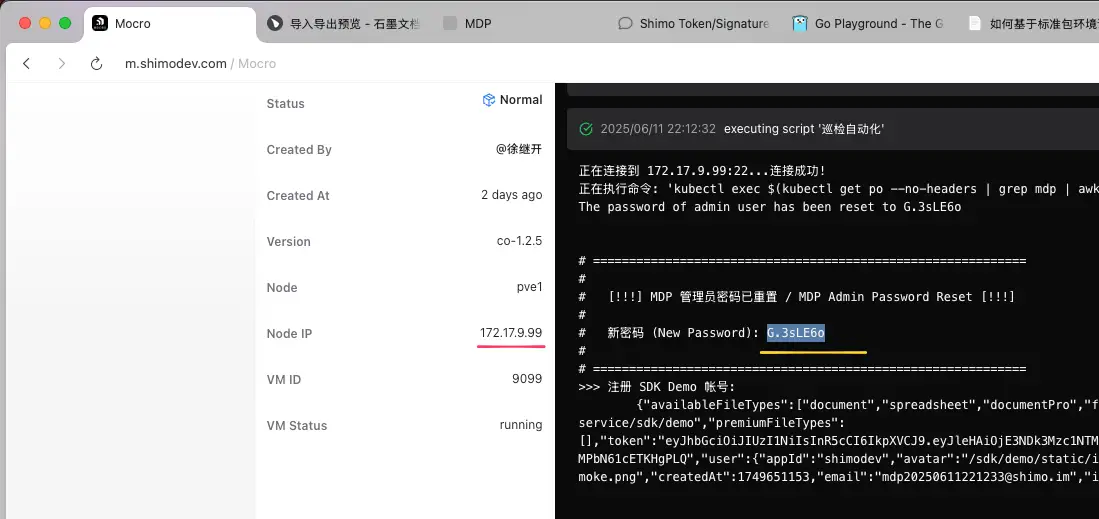 Mocro
导入导出预览 - 石墨文档
MDP
Shimo Token/Signature
Go Playground - The G
如何基于标准包环境
m.shimodev.com / Mocro
Status
Normal
Created By
@徐继开
Created At
2 days ago
Version
co-1.2.5
Node
pve1
Node IP
172.17.9.99
VM ID
9099
VM Status
running
2025/06/11 22:12:32 executing script '巡检自动化'
正在连接到 172.17.9.99:22...连接成功!
正在执行命令: 'kubectl exec $(kubectl get po --no-headers | grep mdp | awk
The password of admin user has been reset to G.3sLE6o
# ============================================================
#
# [!!!] MDP 管理员密码已重置 / MDP Admin Password Reset [!!!]
#
# 新密码 (New Password): G.3sLE6o
#
# ============================================================
>>> 注册 SDK Demo 帐号:
{"availableFileTypes":["document","spreadsheet","documentPro","f
service/sdk/demo","premiumFileTypes":
[],"token":"eyJhbGciOiJIUzI1NiIsInR5cCI6IkpXVCJ9.eyJleHAiOjE3NDk3Mzc1NTM
MPbN61cETKHgPLQ","user":{"appId":"shimodev","avatar":"/sdk/demo/static/i
moke.png","createdAt":1749651153,"email":"mdp20250611221233@shimo.im","i